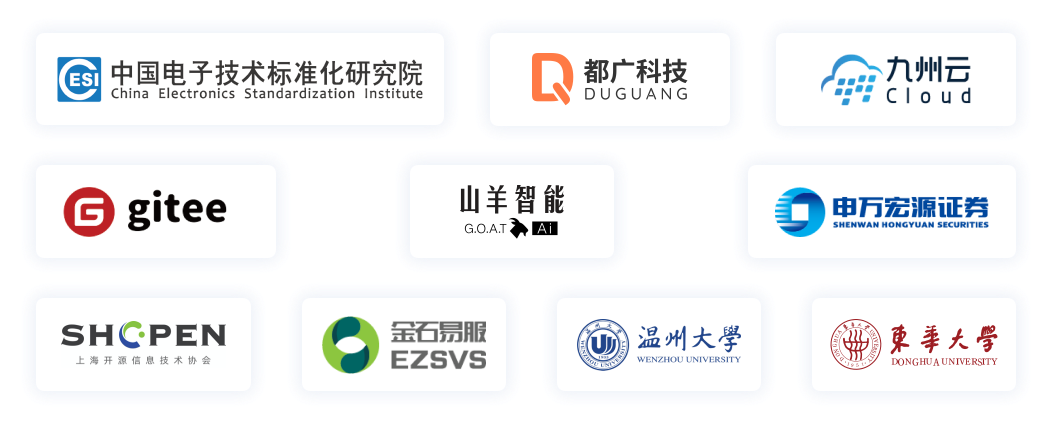 CESI
中国电子技术标准化研究院
China Electronics Standardization Institute
都广科技
DUGUANG
九州云
Cloud
gitee
山羊智能
G.O.A.T Ai
申万宏源证券
SHENWAN HONGYUAN SECURITIES
SHOPEN
上海开源信息技术协会
金石易服
EZSVS
温州大學
WENZHOU UNIVERSITY
東華大學
DONGHUA UNIVERSITY